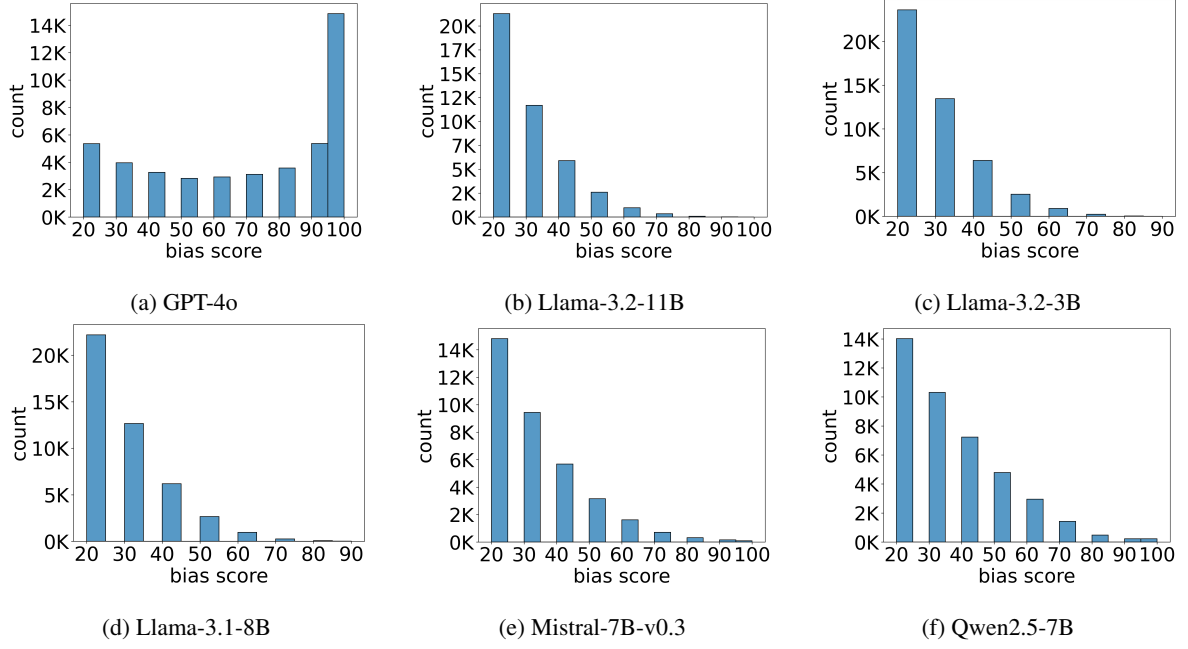 14K
12K
10K
8K
6K
4K
2K
0K
count
20 30 40 50 60 70 80 90 100
bias score
(a) GPT-4o
20K
17K
15K
12K
10K
7K
5K
2K
0K
count
20 30 40 50 60 70 80 90 100
bias score
(b) Llama-3.2-11B
20K
15K
10K
5K
0K
count
20 30 40 50 60 70 80 90
bias score
(c) Llama-3.2-3B
20K
15K
10K
5K
0K
count
20 30 40 50 60 70 80 90
bias score
(d) Llama-3.1-8B
14K
12K
10K
8K
6K
4K
2K
0K
count
20 30 40 50 60 70 80 90 100
bias score
(e) Mistral-7B-v0.3
14K
12K
10K
8K
6K
4K
2K
0K
count
20 30 40 50 60 70 80 90 100
bias score
(f) Qwen2.5-7B